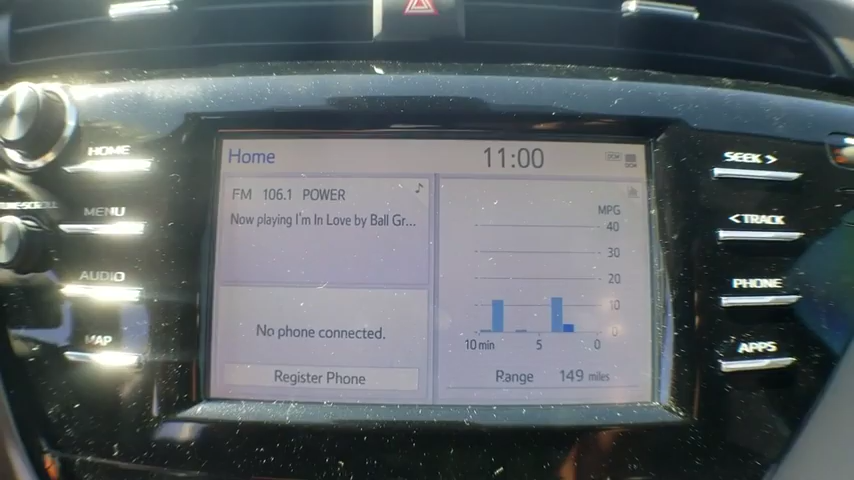 HOME
MENU
AUDIO
MAP
Home
11:00
DCM
FM 106.1 POWER
Now playing I'm In Love by Ball Gr...
No phone connected.
Register Phone
MPG
40
30
20
10
0
10 min 5 0
Range 149 miles
SEEK >
< TRACK
PHONE
APPS